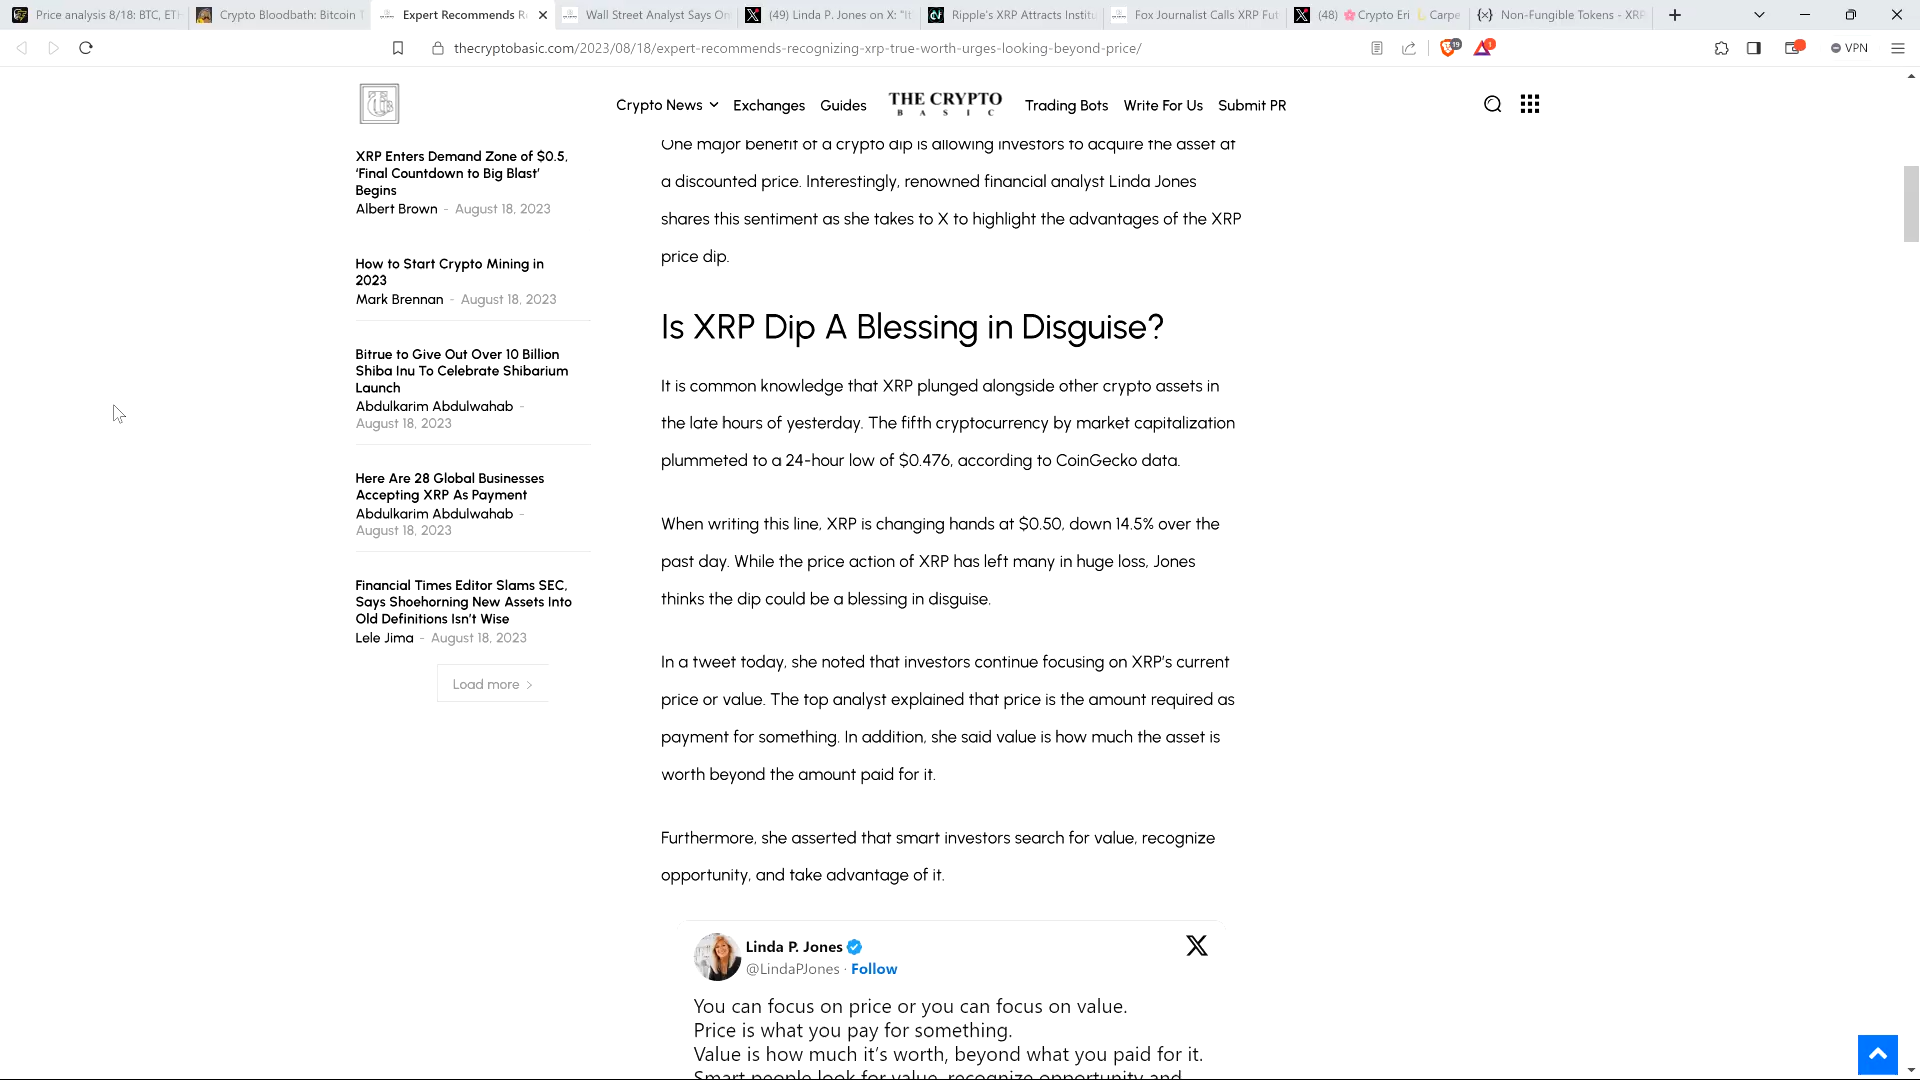 Price analysis 8/18: BTC, ETH
Crypto Bloodbath: Bitcoin T
Expert Recommends R
Wall Street Analyst Says On
(49) Linda P. Jones on X: "It
Ripple's XRP Attracts Institu
Fox Journalist Calls XRP Fut
(48) 🌸Crypto Eri Carpe
Non-Fungible Tokens - XRP
thecryptobasic.com/2023/08/18/expert-recommends-recognizing-xrp-true-worth-urges-looking-beyond-price/
19
1
VPN
Crypto News
Exchanges
Guides
THE CRYPTO
BASIC
Trading Bots
Write For Us
Submit PR
XRP Enters Demand Zone of $0.5,
‘Final Countdown to Big Blast’
Begins
Albert Brown - August 18, 2023
How to Start Crypto Mining in
2023
Mark Brennan - August 18, 2023
Bitrue to Give Out Over 10 Billion
Shiba Inu To Celebrate Shibarium
Launch
Abdulkarim Abdulwahab -
August 18, 2023
Here Are 28 Global Businesses
Accepting XRP As Payment
Abdulkarim Abdulwahab -
August 18, 2023
Financial Times Editor Slams SEC,
Says Shoehorning New Assets Into
Old Definitions Isn’t Wise
Lele Jima - August 18, 2023
Load more >
One major benefit of a crypto dip is allowing investors to acquire the asset at
a discounted price. Interestingly, renowned financial analyst Linda Jones
shares this sentiment as she takes to X to highlight the advantages of the XRP
price dip.
Is XRP Dip A Blessing in Disguise?
It is common knowledge that XRP plunged alongside other crypto assets in
the late hours of yesterday. The fifth cryptocurrency by market capitalization
plummeted to a 24-hour low of $0.476, according to CoinGecko data.
When writing this line, XRP is changing hands at $0.50, down 14.5% over the
past day. While the price action of XRP has left many in huge loss, Jones
thinks the dip could be a blessing in disguise.
In a tweet today, she noted that investors continue focusing on XRP’s current
price or value. The top analyst explained that price is the amount required as
payment for something. In addition, she said value is how much the asset is
worth beyond the amount paid for it.
Furthermore, she asserted that smart investors search for value, recognize
opportunity, and take advantage of it.
Linda P. Jones
@LindaPJones · Follow
You can focus on price or you can focus on value.
Price is what you pay for something.
Value is how much it’s worth, beyond what you paid for it.
Smart people look for value, recognize opportunity and